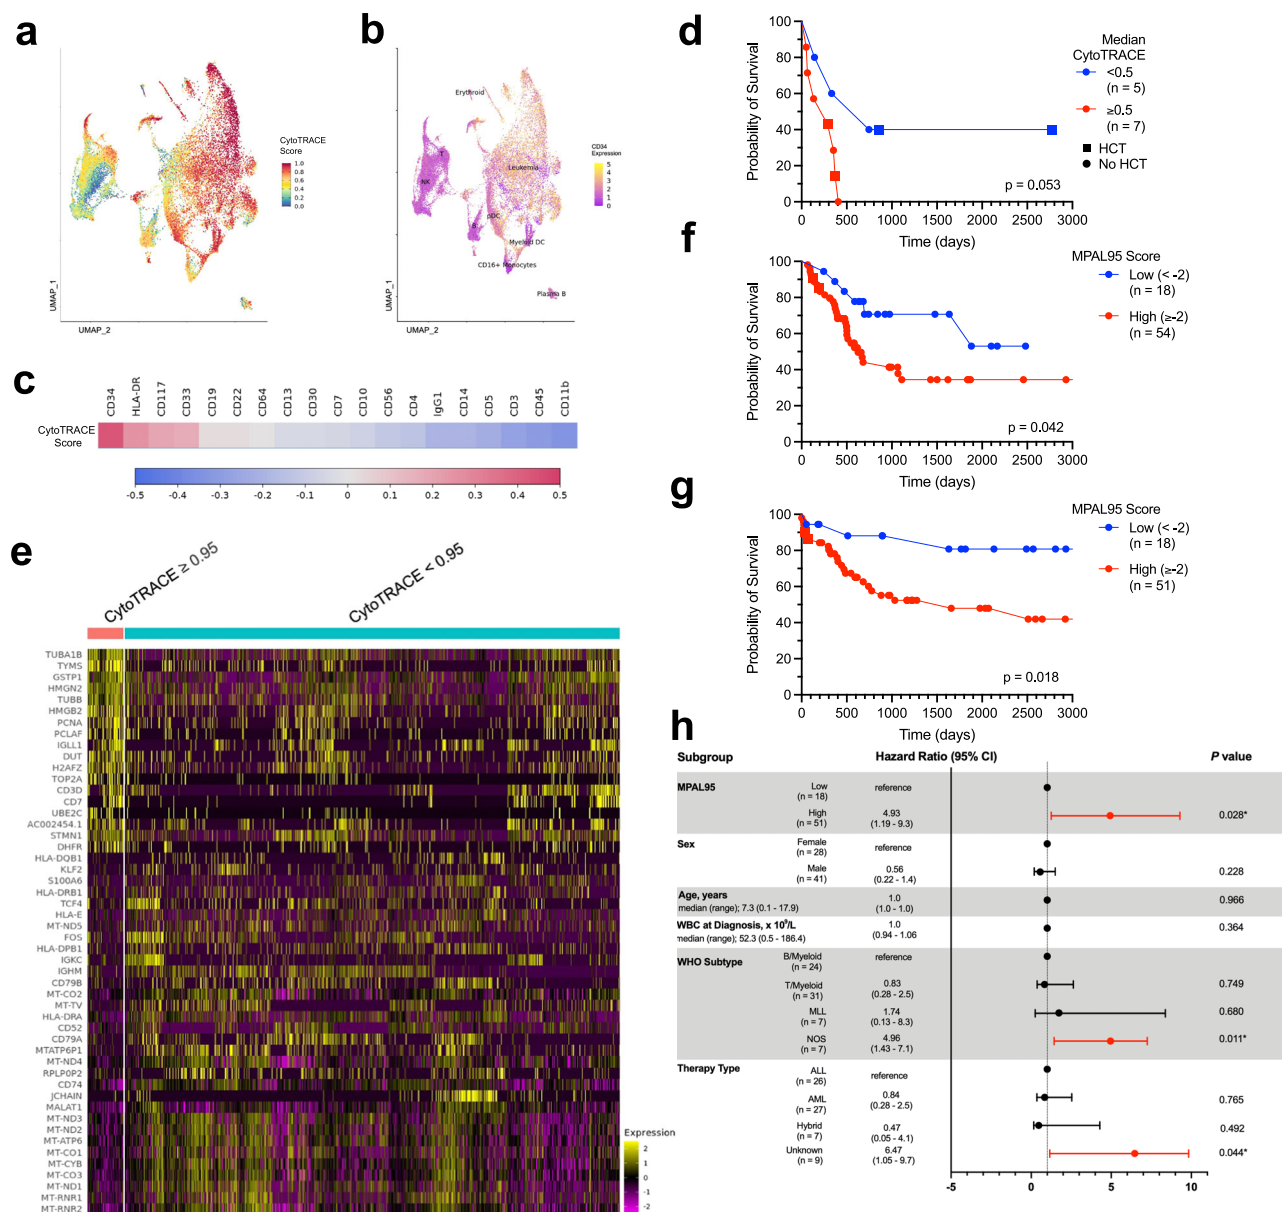 a
CytoTRACE
Score
1.0
0.8
0.6
0.4
0.2
0.0
UMAP_1
UMAP_2
b
Erythroid
T
NK
Leukemia
pDC
B
Myeloid DC
CD16+ Monocytes
Plasma B
CD34
Expression
5
4
3
2
1
0
UMAP_1
UMAP_2
c
CD34
HLA-DR
CD117
CD33
CD19
CD22
CD64
CD13
CD30
CD7
CD10
CD56
CD4
IgG1
CD14
CD5
CD3
CD45
CD11b
CytoTRACE
Score
-0.5 -0.4 -0.3 -0.2 -0.1 0 0.1 0.2 0.3 0.4 0.5
d
Probability of Survival
100
80
60
40
20
0
0 500 1000 1500 2000 2500 3000
Time (days)
p = 0.053
Median
CytoTRACE
<0.5
(n = 5)
≥0.5
(n = 7)
HCT
No HCT
e
CytoTRACE ≥ 0.95
CytoTRACE < 0.95
TUBA1B
TYMS
GSTP1
HMGN2
TUBB
HMGB2
PCNA
PCLAF
IGLL1
DUT
H2AFZ
TOP2A
CD3D
CD7
UBE2C
AC002454.1
STMN1
DHFR
HLA-DQB1
KLF2
S100A6
HLA-DRB1
TCF4
HLA-E
MT-ND5
FOS
HLA-DPB1
IGKC
IGHM
CD79B
MT-CO2
MT-TV
HLA-DRA
CD52
CD79A
MTATP6P1
MT-ND4
RPLP0P2
CD74
JCHAIN
MALAT1
MT-ND3
MT-ND2
MT-ATP6
MT-CO1
MT-CYB
MT-CO3
MT-ND1
MT-RNR1
MT-RNR2
Expression
2
1
0
-1
-2
f
Probability of Survival
100
80
60
40
20
0
0 500 1000 1500 2000 2500 3000
Time (days)
p = 0.042
MPAL95 Score
Low (< -2)
(n = 18)
High (≥-2)
(n = 54)
g
Probability of Survival
100
80
60
40
20
0
0 500 1000 1500 2000 2500 3000
Time (days)
p = 0.018
MPAL95 Score
Low (< -2)
(n = 18)
High (≥-2)
(n = 51)
h
Subgroup Hazard Ratio (95% CI) P value
MPAL95 Low
(n = 18) reference
High
(n = 51) 4.93
(1.19 - 9.3) 0.028*
Sex Female
(n = 28) reference
Male
(n = 41) 0.56
(0.22 - 1.4) 0.228
Age, years
median (range); 7.3 (0.1 - 17.9) 1.0
(1.0 - 1.0) 0.966
WBC at Diagnosis, x 10⁹/L
median (range); 52.3 (0.5 - 186.4) 1.0
(0.94 - 1.06 0.364
WHO Subtype B/Myeloid
(n = 24) reference
T/Myeloid
(n = 31) 0.83
(0.28 - 2.5) 0.749
MLL
(n = 7) 1.74
(0.13 - 8.3) 0.680
NOS
(n = 7) 4.96
(1.43 - 7.1) 0.011*
Therapy Type ALL
(n = 26) reference
AML
(n = 27) 0.84
(0.28 - 2.5) 0.765
Hybrid
(n = 7) 0.47
(0.05 - 4.1) 0.492
Unknown
(n = 9) 6.47
(1.05 - 9.7) 0.044*
-5 0 5 10